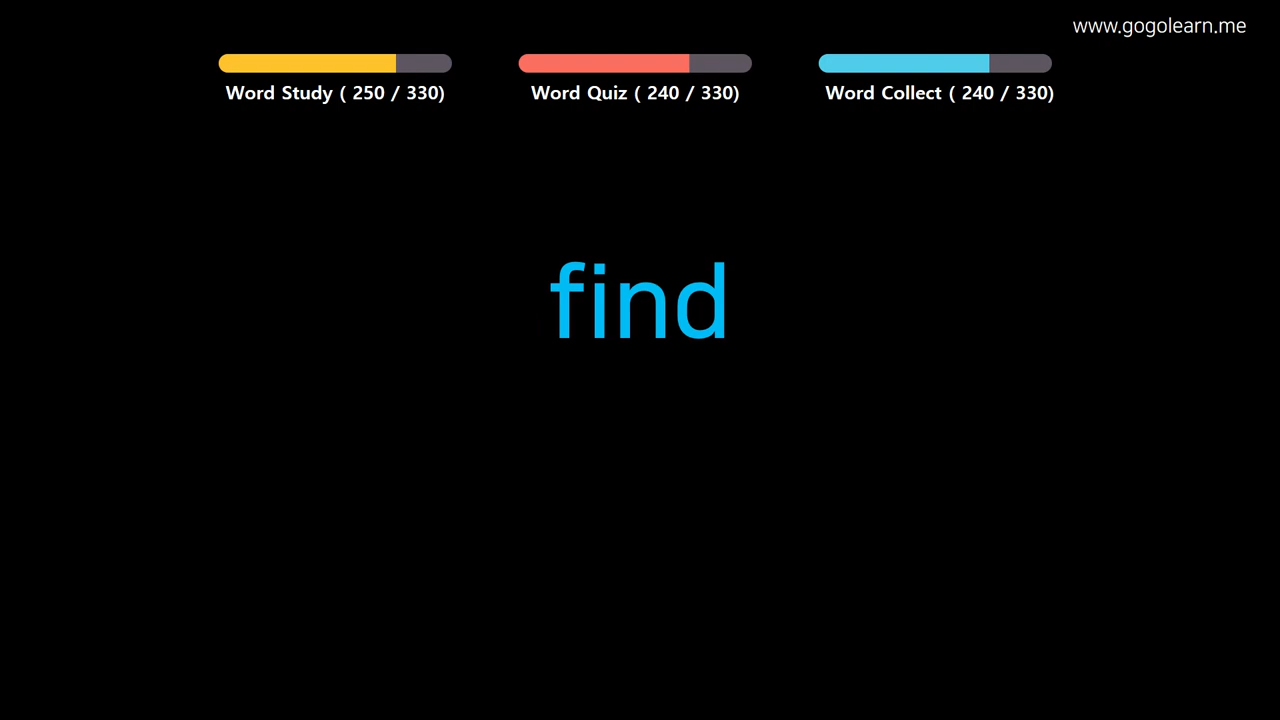 www.gogolearn.me
Word Study ( 250 / 330)
Word Quiz ( 240 / 330)
Word Collect ( 240 / 330)
find